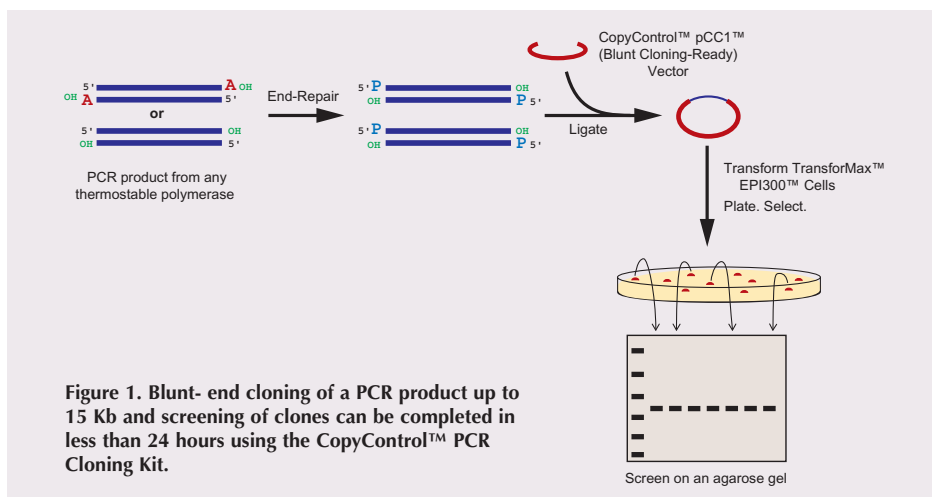 CopyControl™ pCC1™
(Blunt Cloning-Ready)
Vector
5' A OH
OH A 5'
or
5' OH
OH 5'
PCR product from any
thermostable polymerase
End-Repair
5' P OH
OH P 5'
5' P OH
OH P 5'
Ligate
Transform TransforMax™
EPI300™ Cells
Plate. Select.
Figure 1. Blunt- end cloning of a PCR product up to
15 Kb and screening of clones can be completed in
less than 24 hours using the CopyControl™ PCR
Cloning Kit.
Screen on an agarose gel